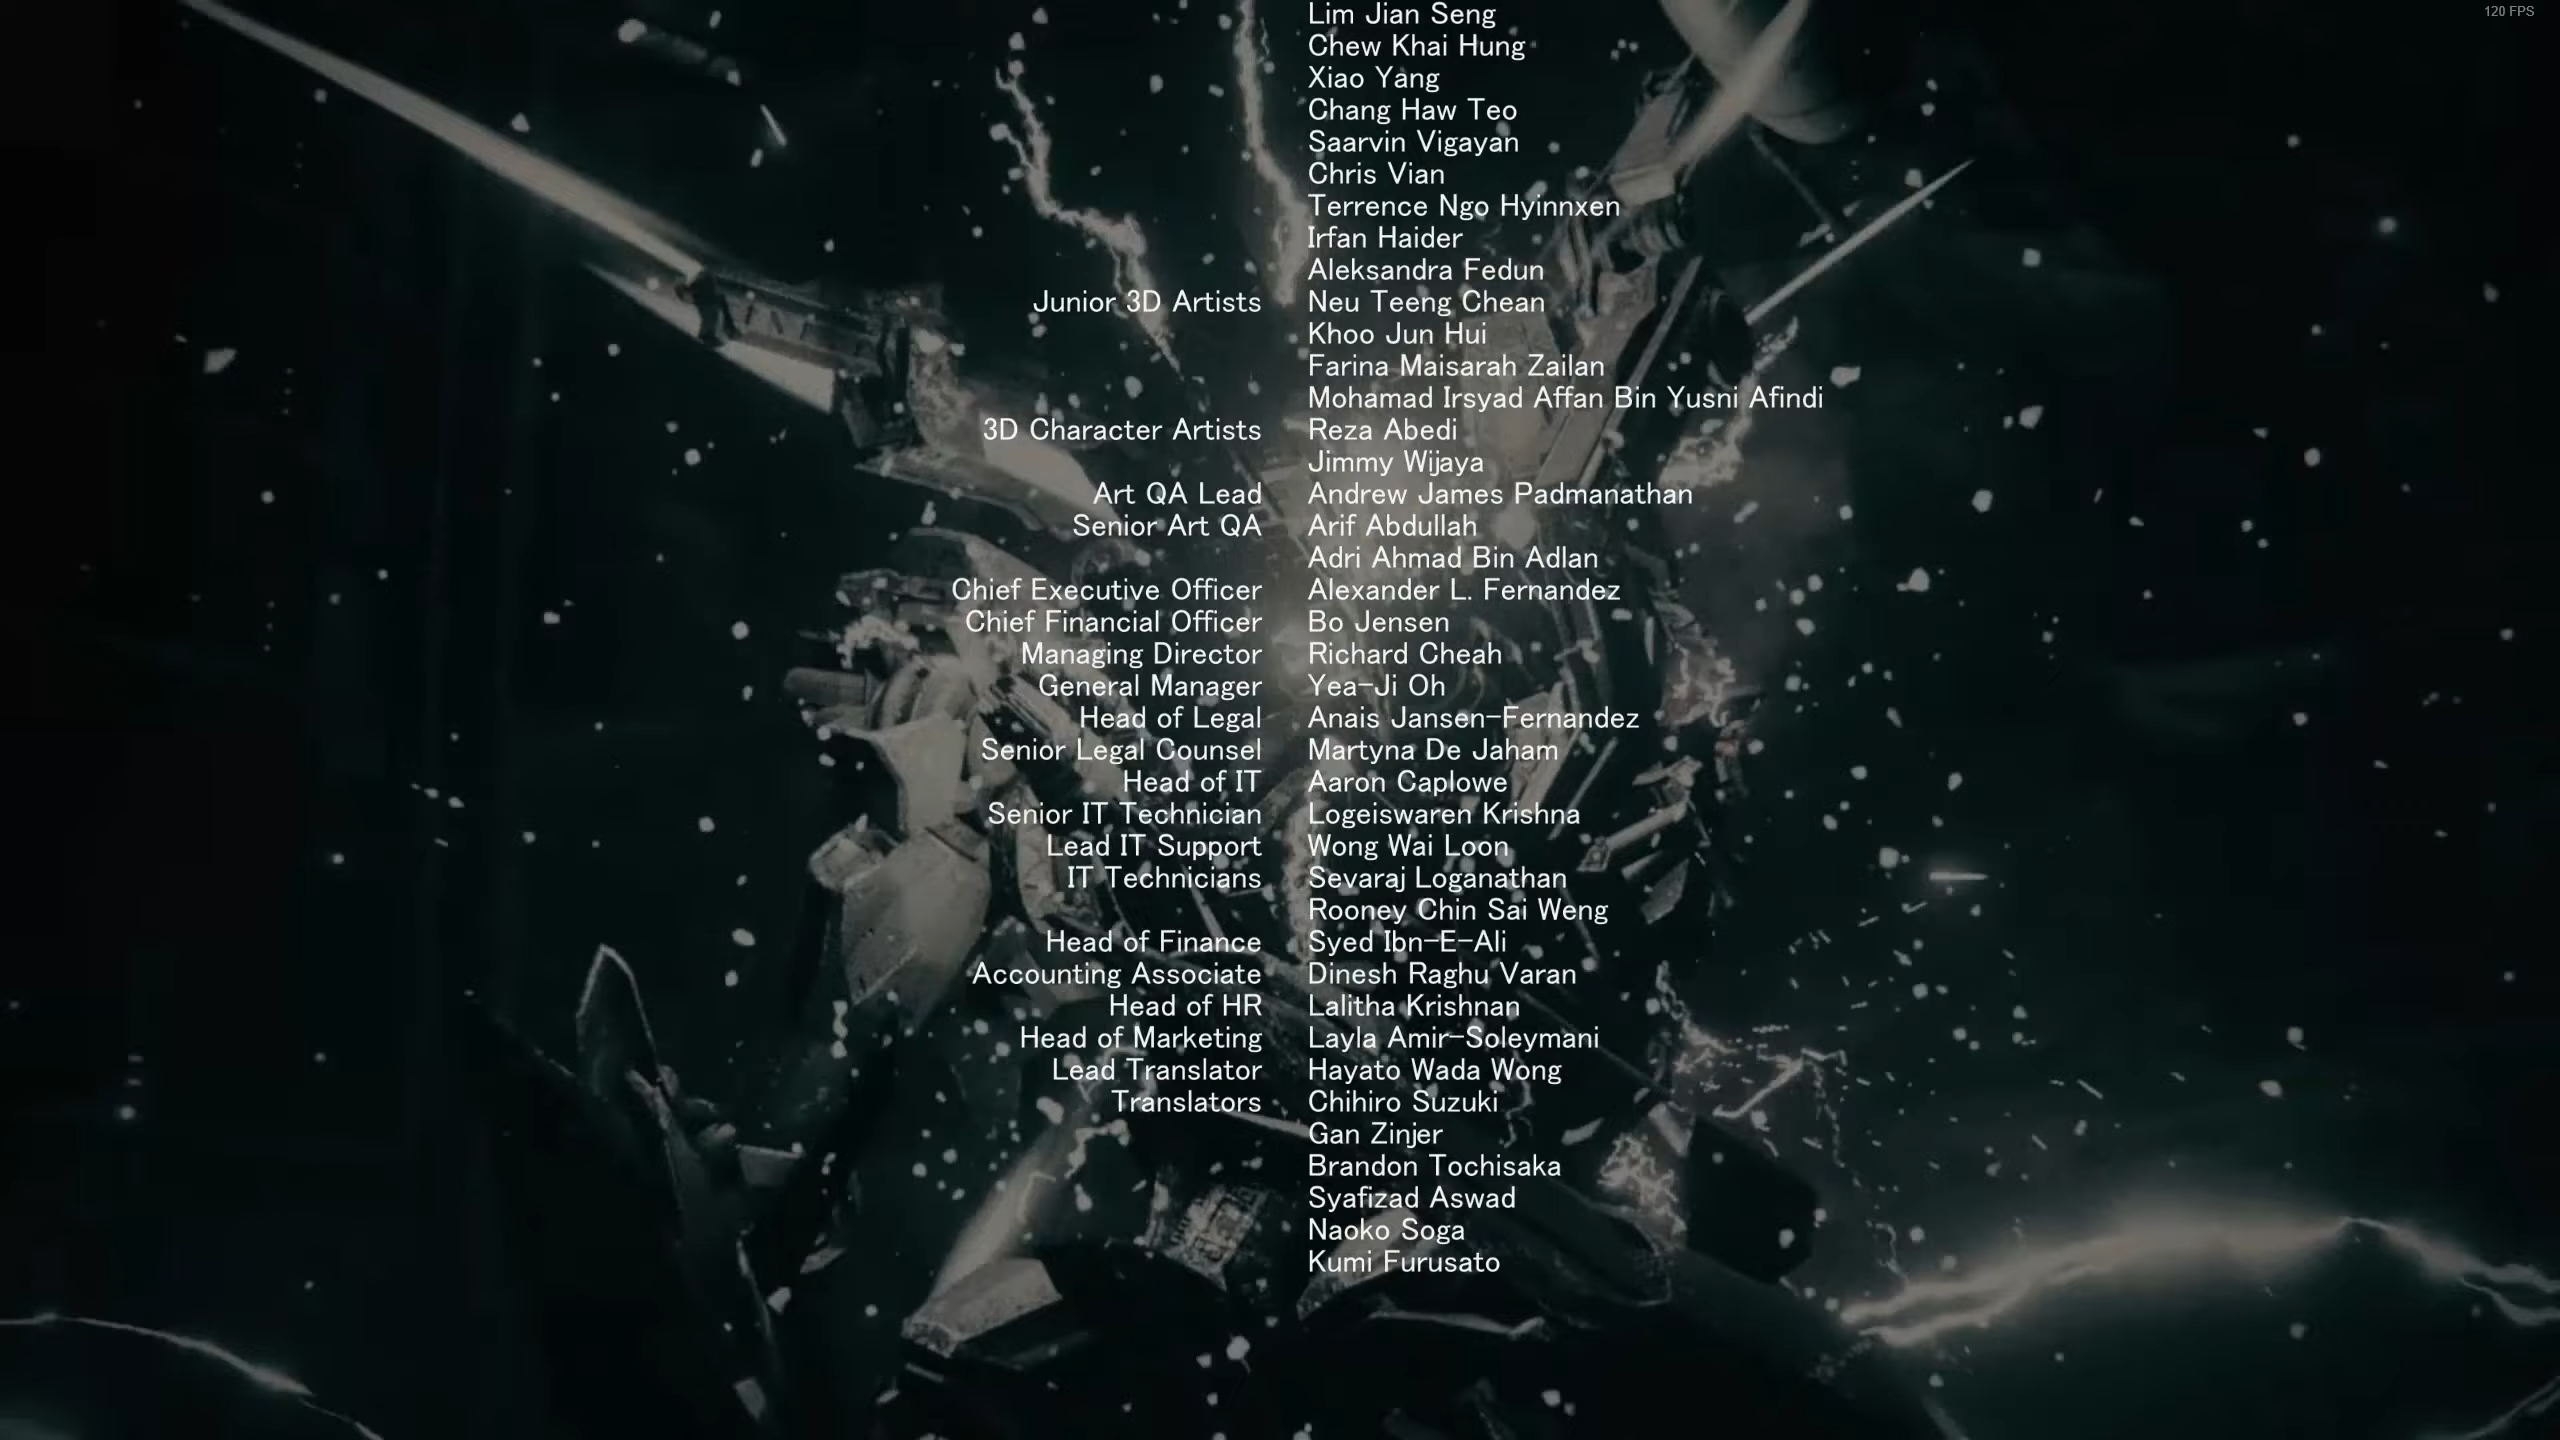 120 FPS
Lim Jian Seng
Chew Khai Hung
Xiao Yang
Chang Haw Teo
Saarvin Vigayan
Chris Vian
Terrence Ngo Hyinnxen
Irfan Haider
Aleksandra Fedun
Junior 3D Artists Neu Teeng Chean
Khoo Jun Hui
Farina Maisarah Zailan
Mohamad Irsyad Affan Bin Yusni Afindi
3D Character Artists Reza Abedi
Jimmy Wijaya
Art QA Lead Andrew James Padmanathan
Senior Art QA Arif Abdullah
Adri Ahmad Bin Adlan
Chief Executive Officer Alexander L. Fernandez
Chief Financial Officer Bo Jensen
Managing Director Richard Cheah
General Manager Yea-Ji Oh
Head of Legal Anais Jansen-Fernandez
Senior Legal Counsel Martyna De Jaham
Head of IT Aaron Caplowe
Senior IT Technician Logeiswaren Krishna
Lead IT Support Wong Wai Loon
IT Technicians Sevaraj Loganathan
Rooney Chin Sai Weng
Head of Finance Syed Ibn-E-Ali
Accounting Associate Dinesh Raghu Varan
Head of HR Lalitha Krishnan
Head of Marketing Layla Amir-Soleymani
Lead Translator Hayato Wada Wong
Translators Chihiro Suzuki
Gan Zinjer
Brandon Tochisaka
Syafizad Aswad
Naoko Soga
Kumi Furusato